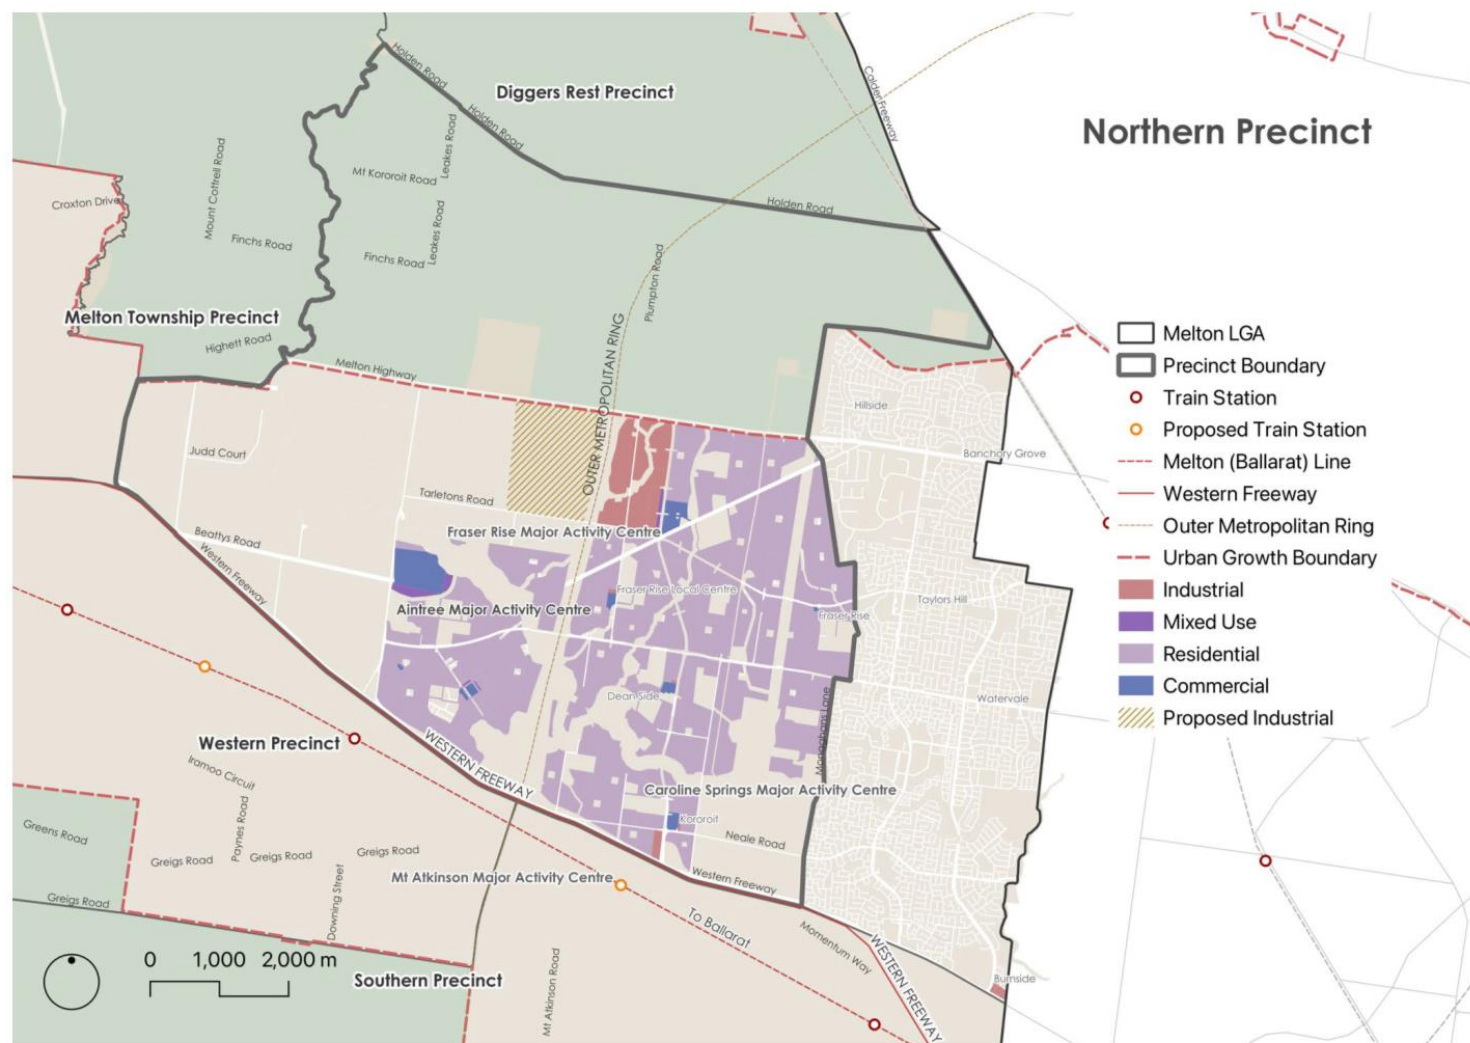 Northern Precinct
Diggers Rest Precinct
Holden Road
Holden Road
Holden Road
Calder Freeway
Leakes Road
Leakes Road
Mt Kororoit Road
Mount Cottrell Road
Croxton Drive
Finchs Road
Finchs Road
Plumpton Road
Melton Township Precinct
Highett Road
Melton Highway
OUTER METROPOLITAN RING
Hillside
Banchory Grove
Judd Court
Tarletons Road
Fraser Rise Major Activity Centre
Beattys Road
Western Freeway
Fraser Rise Local Centre
Aintree Major Activity Centre
Fraser Rise
Taylors Hill
Dean Side
Watervale
Monaghans Lane
Western Precinct
WESTERN FREEWAY
Iramoo Circuit
Caroline Springs Major Activity Centre
Kororoit
Neale Road
Greens Road
Paynes Road
Greigs Road
Greigs Road
Greigs Road
Greigs Road
Downing Street
Mt Atkinson Major Activity Centre
Western Freeway
To Ballarat
Momentum Way
WESTERN FREEWAY
Mt Atkinson Road
Burnside
Southern Precinct
0 1,000 2,000 m
Melton LGA
Precinct Boundary
Train Station
Proposed Train Station
Melton (Ballarat) Line
Western Freeway
Outer Metropolitan Ring
Urban Growth Boundary
Industrial
Mixed Use
Residential
Commercial
Proposed Industrial